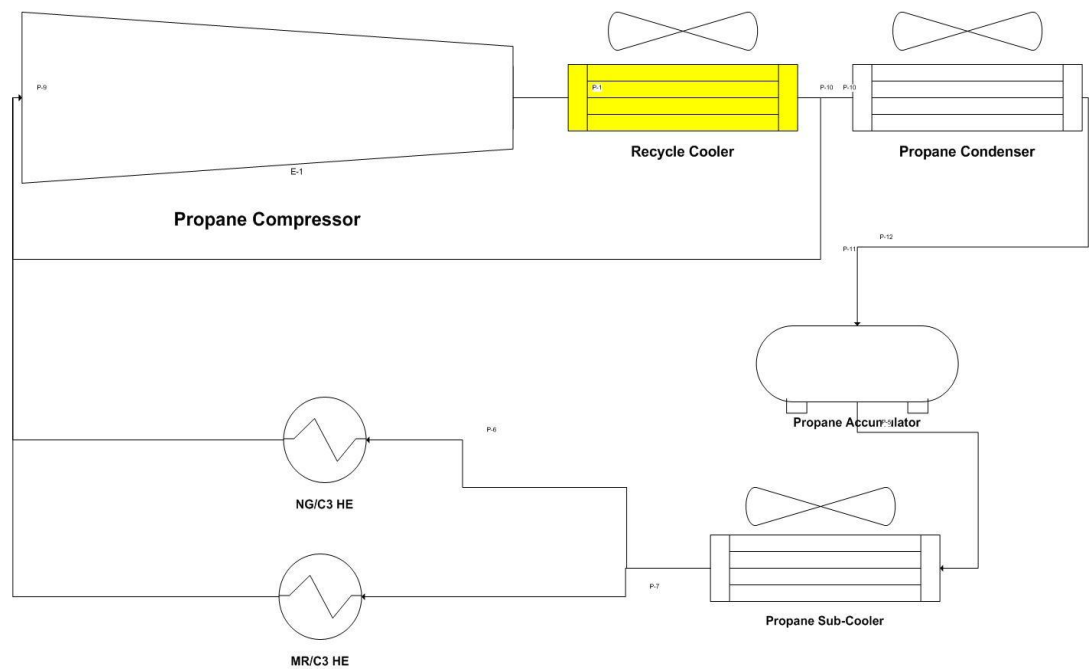 P-9
P-1
P-10
P-10
Recycle Cooler
Propane Condenser
E-1
Propane Compressor
P-12
P-11
Propane Accumulator
P-5
P-6
NG/C3 HE
P-7
Propane Sub-Cooler
MR/C3 HE